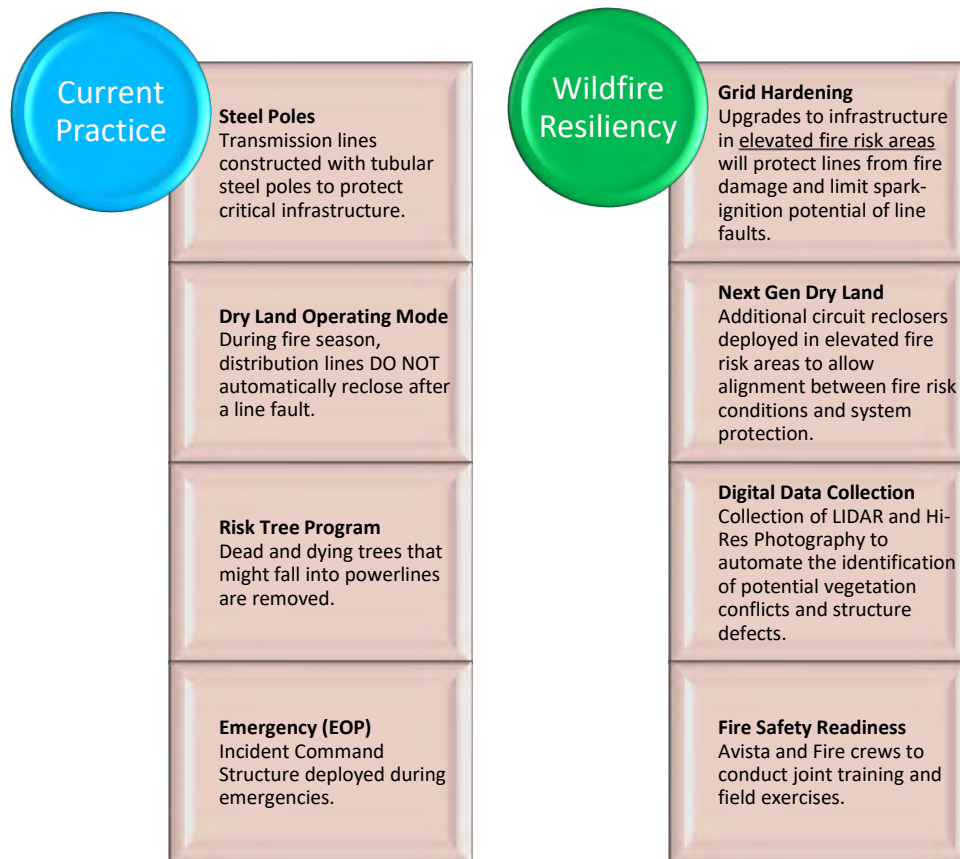 Current
Practice
Steel Poles
Transmission lines
constructed with tubular
steel poles to protect
critical infrastructure.
Dry Land Operating Mode
During fire season,
distribution lines DO NOT
automatically reclose after
a line fault.
Risk Tree Program
Dead and dying trees that
might fall into powerlines
are removed.
Emergency (EOP)
Incident Command
Structure deployed during
emergencies.
Wildfire
Resiliency
Grid Hardening
Upgrades to infrastructure
in elevated fire risk areas
will protect lines from fire
damage and limit spark-
ignition potential of line
faults.
Next Gen Dry Land
Additional circuit reclosers
deployed in elevated fire
risk areas to allow
alignment between fire risk
conditions and system
protection.
Digital Data Collection
Collection of LIDAR and Hi-
Res Photography to
automate the identification
of potential vegetation
conflicts and structure
defects.
Fire Safety Readiness
Avista and Fire crews to
conduct joint training and
field exercises.